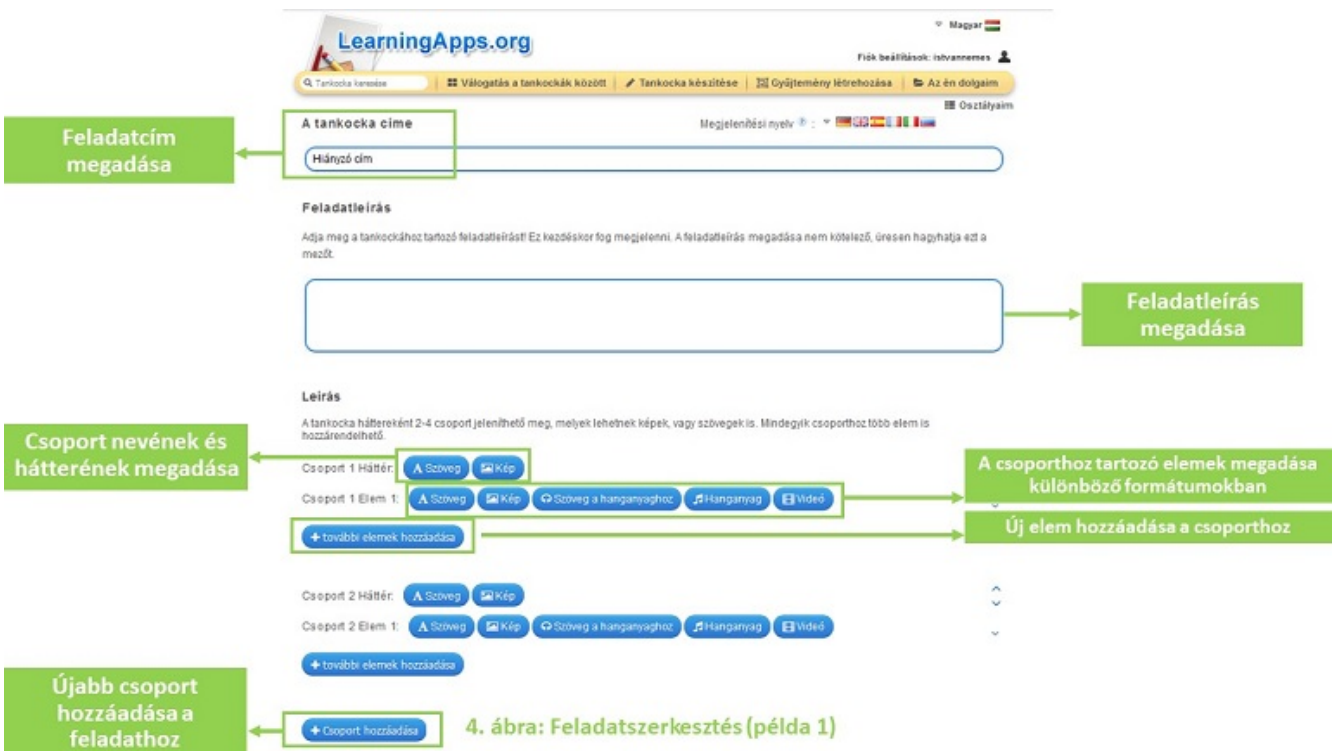 LearningApps.org
Magyar
Fiók beállítások: istvannemes
Tankocka keresése
Válogatás a tankockák között
Tankocka készítése
Gyűjtemény létrehozása
Az én dolgaim
Osztályaim
Feladatcím
megadása
A tankocka címe
Megjelenítési nyelv ? :
Hiányzó cím
Feladatleírás
Adja meg a tankockához tartozó feladatleírást! Ez kezdéskor fog megjelenni. A feladatleírás megadása nem kötelező, üresen hagyhatja ezt a
mezőt.
Feladatleírás
megadása
Leírás
A tankocka háttereként 2-4 csoport jeleníthető meg, melyek lehetnek képek, vagy szövegek is. Mindegyik csoporthoz több elem is
hozzárendelhető.
Csoport nevének és
hátterének megadása
Csoport 1 Háttér: A Szöveg Kép
A csoporthoz tartozó elemek megadása
különböző formátumokban
Csoport 1 Elem 1: A Szöveg Kép Szöveg a hanganyaghoz Hanganyag Videó
Új elem hozzáadása a csoporthoz
+ további elemek hozzáadása
Csoport 2 Háttér: A Szöveg Kép
Csoport 2 Elem 1: A Szöveg Kép Szöveg a hanganyaghoz Hanganyag Videó
+ további elemek hozzáadása
Újabb csoport
hozzáadása a
feladathoz
+ Csoport hozzáadása
4. ábra: Feladatszerkesztés (példa 1)